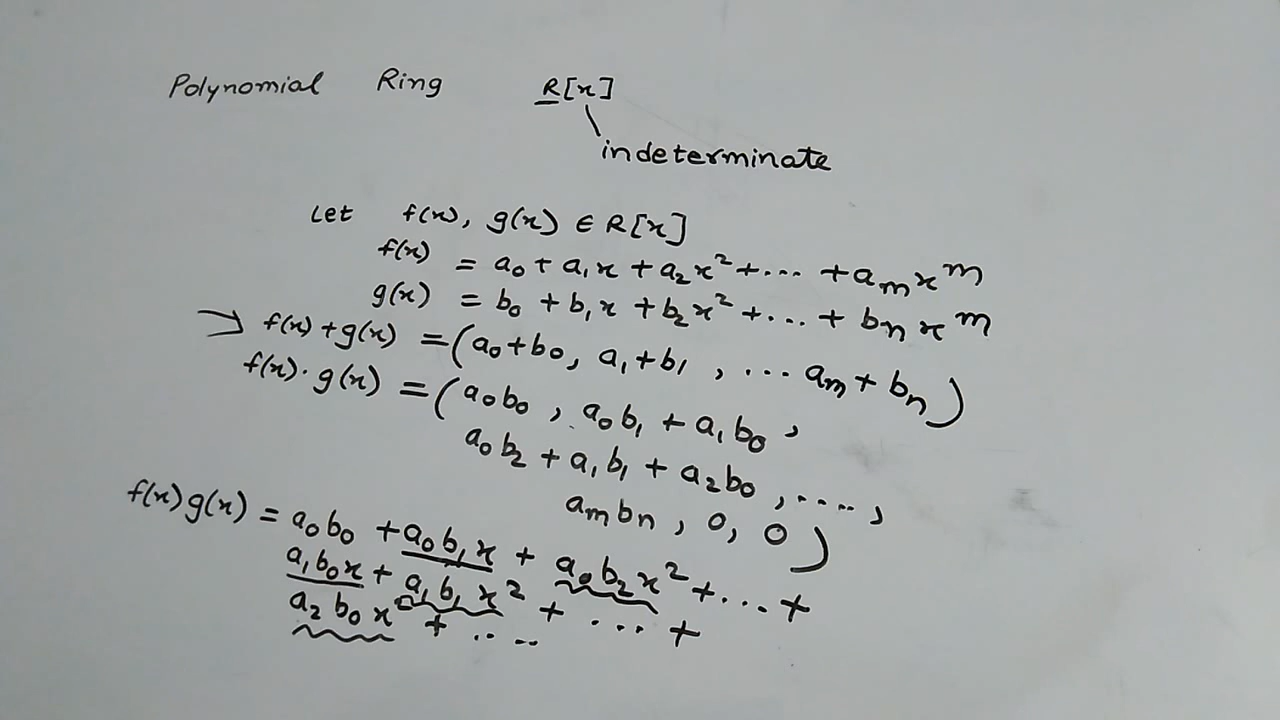 Polynomial Ring R[x]
indeterminate
Let f(x), g(x) ∈ R[x]
f(x) = a₀ + a₁x + a₂x² + ... + aₘxᵐ
g(x) = b₀ + b₁x + b₂x² + ... + bₙxᵐ
→ f(x) + g(x) = (a₀+b₀, a₁+b₁, ... aₘ+bₙ)
f(x)·g(x) = (a₀b₀, a₀b₁ + a₁b₀,
a₀b₂ + a₁b₁ + a₂b₀, ....,
aₘbₙ, 0, 0)
f(x)g(x) = a₀b₀ + a₀b₁x + a₀b₂x² + ... +
a₁b₀x + a₁b₁x² + ... +
a₂b₀x² + ....